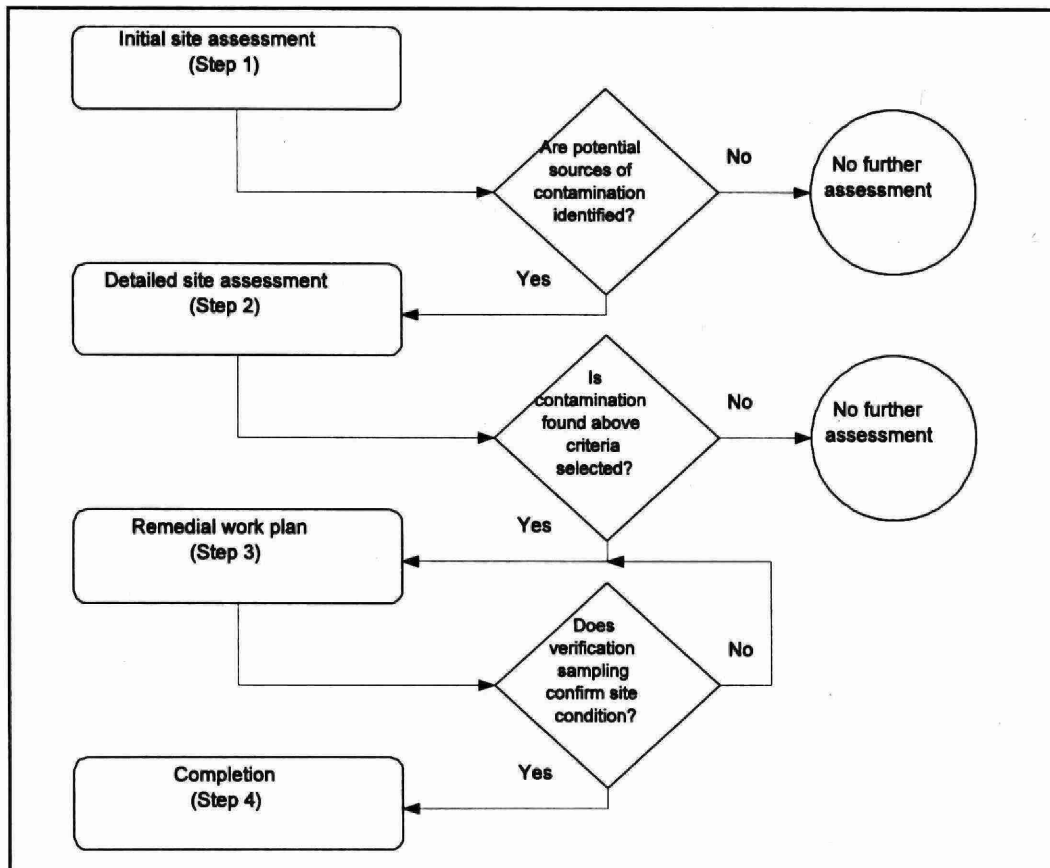 Initial site assessment
(Step 1)
Are potential
sources of
contamination
identified?
No
No further
assessment
Yes
Detailed site assessment
(Step 2)
Is
contamination
found above
criteria
selected?
No
No further
assessment
Yes
Remedial work plan
(Step 3)
Does
verification
sampling
confirm site
condition?
No
Yes
Completion
(Step 4)